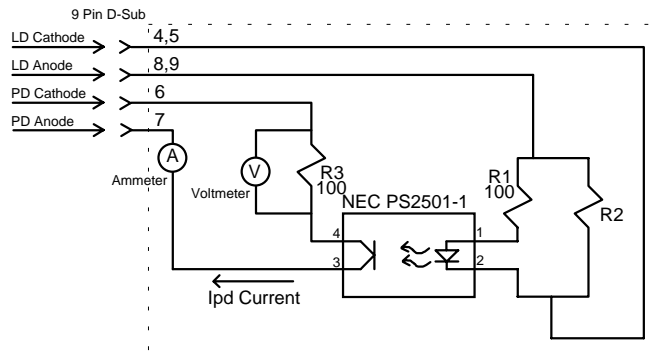 9 Pin D-Sub
LD Cathode
4,5
LD Anode
8,9
PD Cathode
6
PD Anode
7
A
Ammeter
V
Voltmeter
R3
100
R1
100
R2
NEC PS2501-1
4
1
3
2
Ipd Current